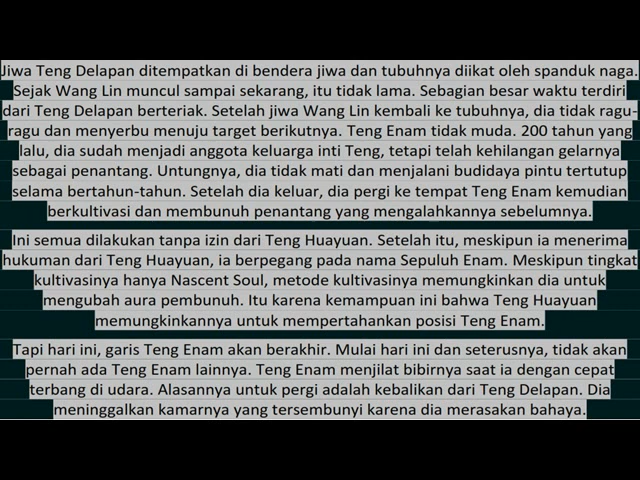 Jiwa Teng Delapan ditempatkan di bendera jiwa dan tubuhnya diikat oleh spanduk naga.
Sejak Wang Lin muncul sampai sekarang, itu tidak lama. Sebagian besar waktu terdiri
dari Teng Delapan berteriak. Setelah jiwa Wang Lin kembali ke tubuhnya, dia tidak ragu-
ragu dan menyerbu menuju target berikutnya. Teng Enam tidak muda. 200 tahun yang
lalu, dia sudah menjadi anggota keluarga inti Teng, tetapi telah kehilangan gelarnya
sebagai penantang. Untungnya, dia tidak mati dan menjalani budidaya pintu tertutup
selama bertahun-tahun. Setelah dia keluar, dia pergi ke tempat Teng Enam kemudian
berkultivasi dan membunuh penantang yang mengalahkannya sebelumnya.
Ini semua dilakukan tanpa izin dari Teng Huayuan. Setelah itu, meskipun ia menerima
hukuman dari Teng Huayuan, ia berpegang pada nama Sepuluh Enam. Meskipun tingkat
kultivasinya hanya Nascent Soul, metode kultivasinya memungkinkan dia untuk
mengubah aura pembunuh. Itu karena kemampuan ini bahwa Teng Huayuan
memungkinkannya untuk mempertahankan posisi Teng Enam.
Tapi hari ini, garis Teng Enam akan berakhir. Mulai hari ini dan seterusnya, tidak akan
pernah ada Teng Enam lainnya. Teng Enam menjilat bibirnya saat ia dengan cepat
terbang di udara. Alasannya untuk pergi adalah kebalikan dari Teng Delapan. Dia
meninggalkan kamarnya yang tersembunyi karena dia merasakan bahaya.